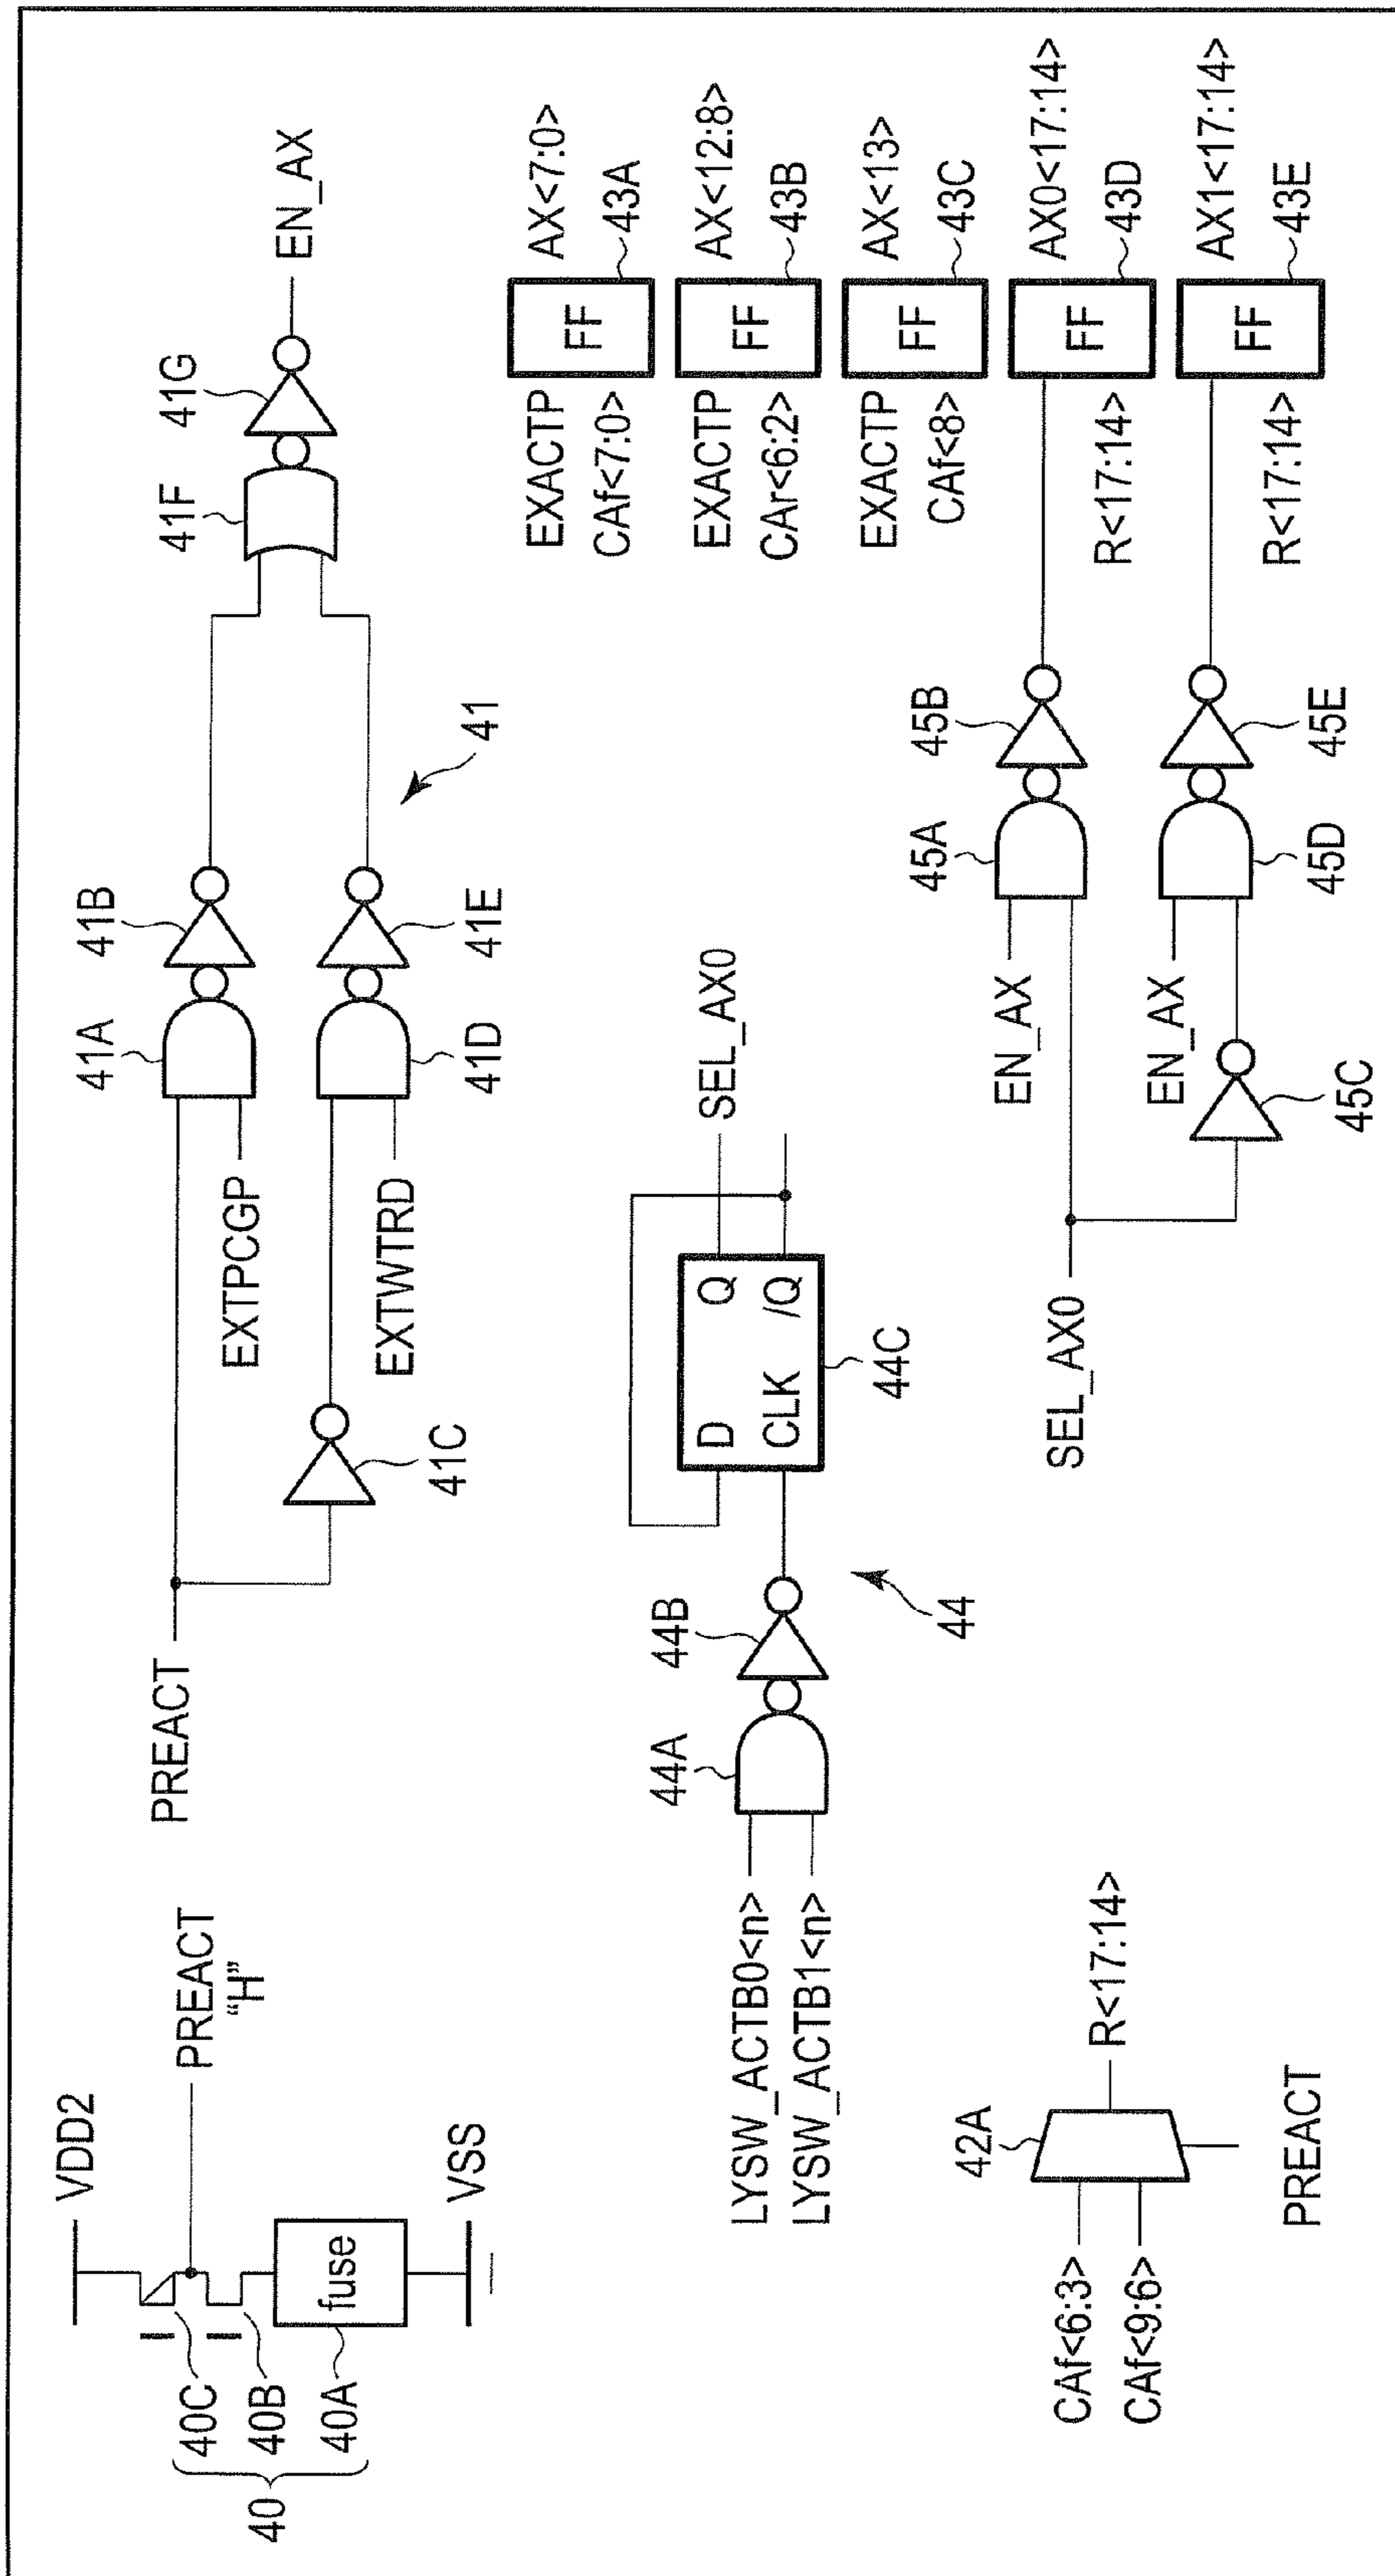 VDD2
40C
40B
40A
40
fuse
PREACT
"H"
VSS
PREACT
41C
EXTPCGP
EXTWTRD
41A
41B
41D
41E
41
41F
41G
EN_AX
LYSW_ACTB0<n>
LYSW_ACTB1<n>
44A
44B
44
D Q
CLK /Q
44C
SEL_AX0
CAf<6:3>
CAf<9:6>
42A
R<17:14>
PREACT
SEL_AX0
45C
EN_AX
EN_AX
45A
45B
45D
45E
EXACTP
CAf<7:0>
FF
AX<7:0>
43A
EXACTP
CAr<6:2>
FF
AX<12:8>
43B
EXACTP
CAf<8>
FF
AX<13>
43C
R<17:14>
FF
AX0<17:14>
43D
R<17:14>
FF
AX1<17:14>
43E